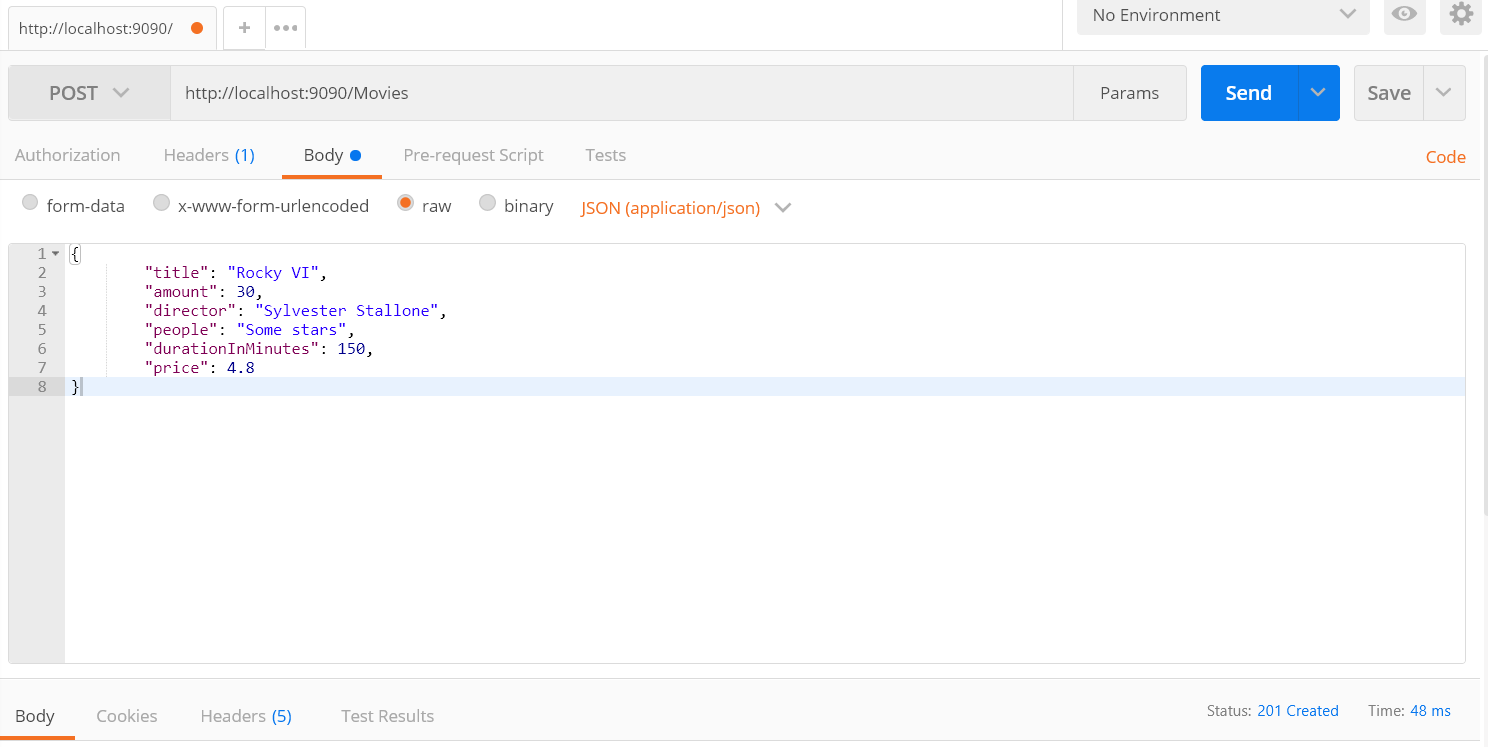 http://localhost:9090/ + ••• No Environment
POST http://localhost:9090/Movies Params Send Save
Authorization Headers (1) Body Pre-request Script Tests Code
form-data x-www-form-urlencoded raw binary JSON (application/json)
1 {
2 "title": "Rocky VI",
3 "amount": 30,
4 "director": "Sylvester Stallone",
5 "people": "Some stars",
6 "durationInMinutes": 150,
7 "price": 4.8
8 }
Body Cookies Headers (5) Test Results Status: 201 Created Time: 48 ms